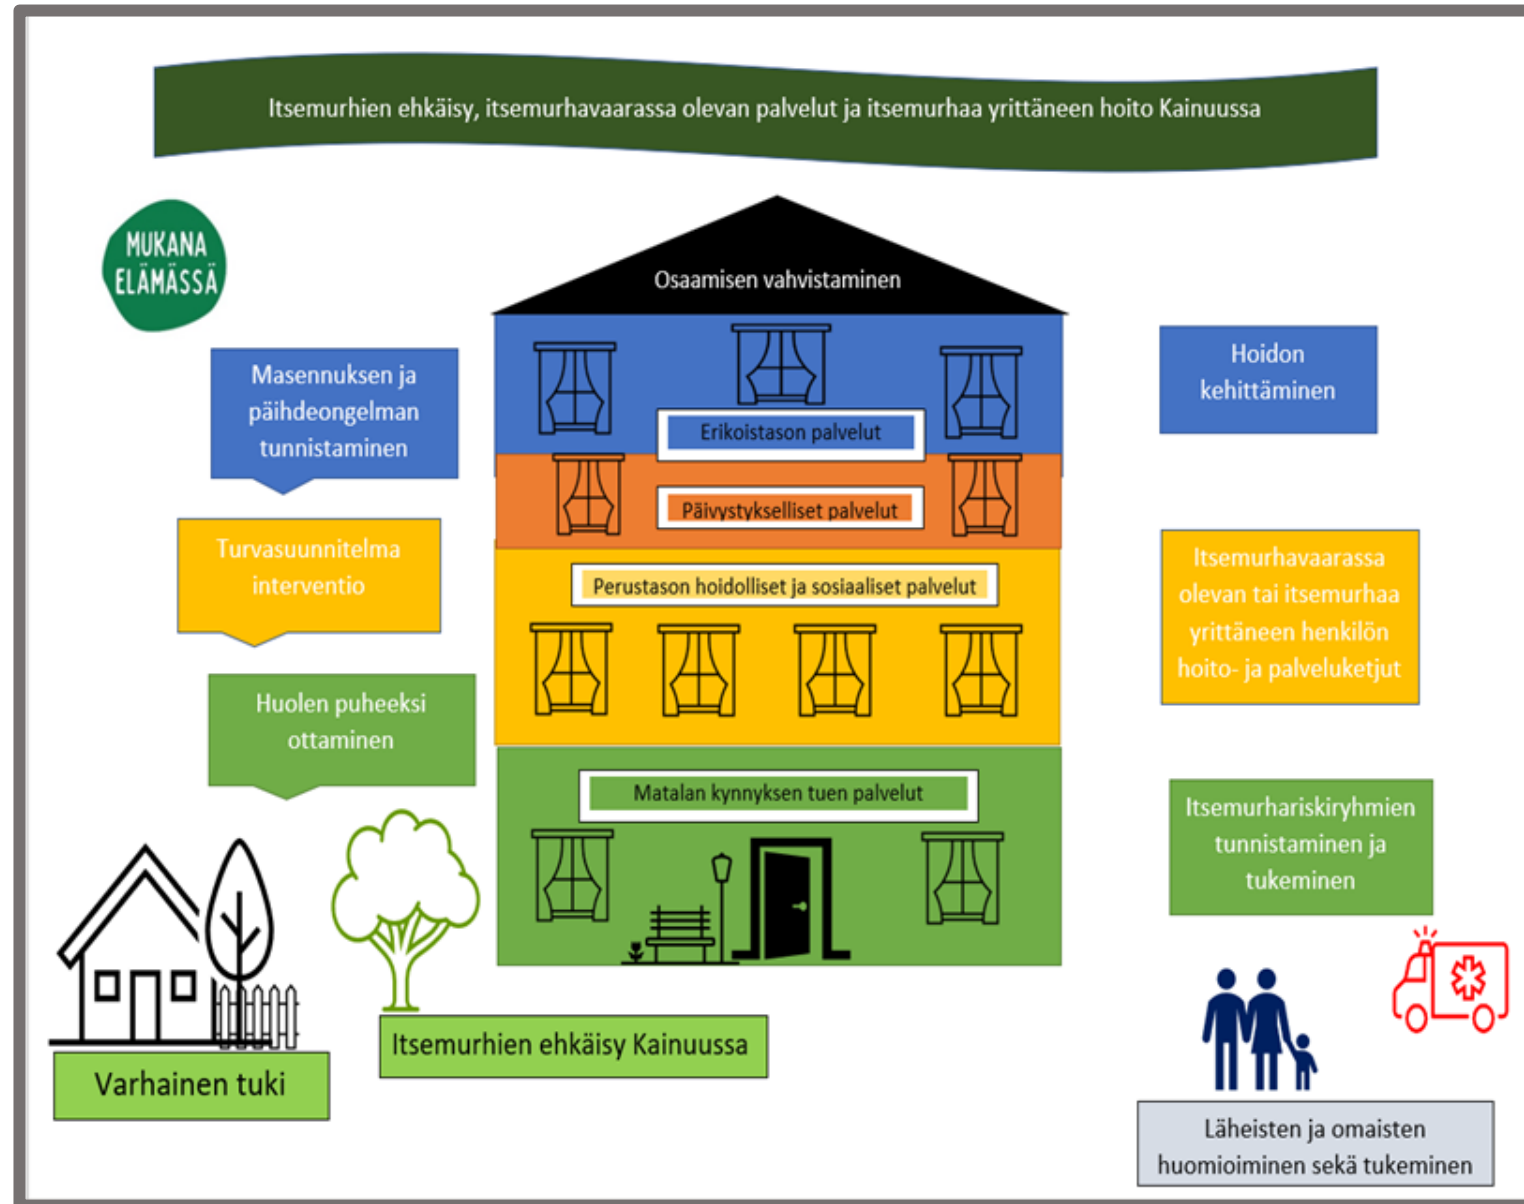 Itsemurhien ehkäisy, itsemurhavaarassa olevan palvelut ja itsemurhaa yrittäneen hoito Kainuussa
MUKANA
ELÄMÄSSÄ
Osaamisen vahvistaminen
Masennuksen ja
päihdeongelman
tunnistaminen
Hoidon
kehittäminen
Erikoistason palvelut
Päivystykselliset palvelut
Turvasuunnitelma
interventio
Perustason hoidolliset ja sosiaaliset palvelut
Itsemurhavaarassa
olevan tai itsemurhaa
yrittäneen henkilön
hoito- ja palveluketjut
Huolen puheeksi
ottaminen
Matalan kynnyksen tuen palvelut
Itsemurhariskiryhmien
tunnistaminen ja
tukeminen
Itsemurhien ehkäisy Kainuussa
Varhainen tuki
Läheisten ja omaisten
huomioiminen sekä tukeminen